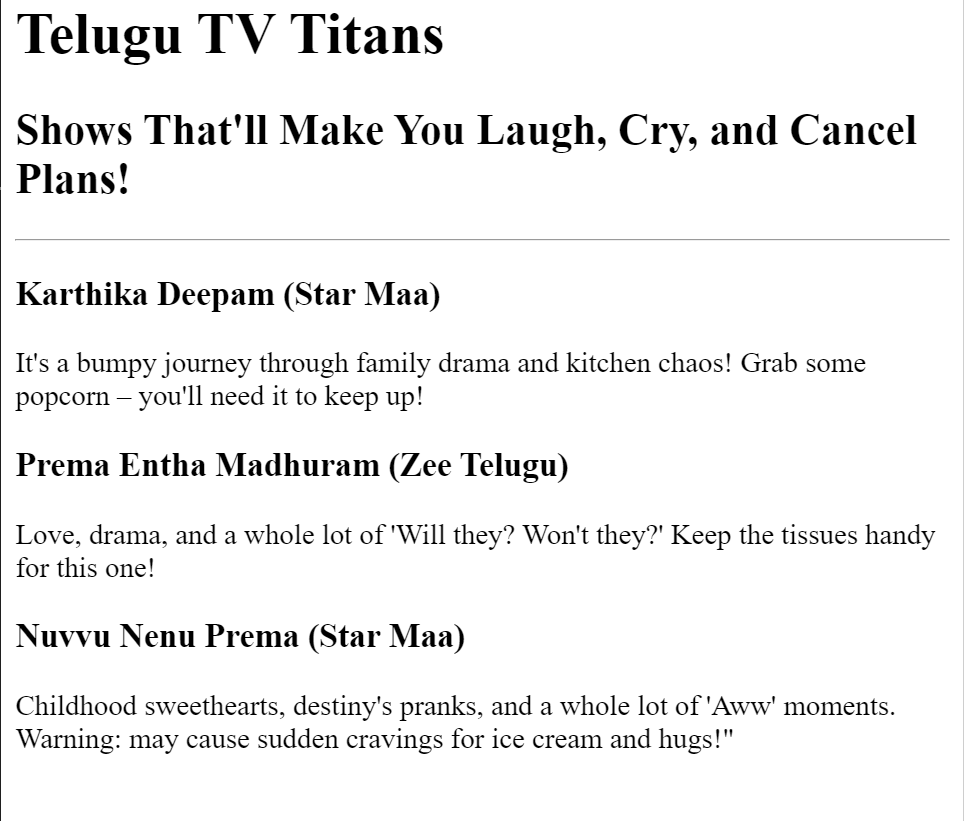 Telugu TV Titans
Shows That'll Make You Laugh, Cry, and Cancel
Plans!
Karthika Deepam (Star Maa)
It's a bumpy journey through family drama and kitchen chaos! Grab some
popcorn – you'll need it to keep up!
Prema Entha Madhuram (Zee Telugu)
Love, drama, and a whole lot of 'Will they? Won't they?' Keep the tissues handy
for this one!
Nuvvu Nenu Prema (Star Maa)
Childhood sweethearts, destiny's pranks, and a whole lot of 'Aww' moments.
Warning: may cause sudden cravings for ice cream and hugs!"